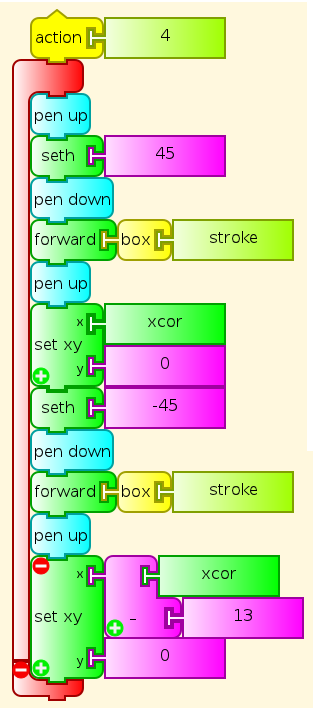 action 4
pen up
seth 45
pen down
forward box stroke
pen up
x xcor
set xy
y 0
seth -45
pen down
forward box stroke
pen up
x xcor
set xy - 13
y 0